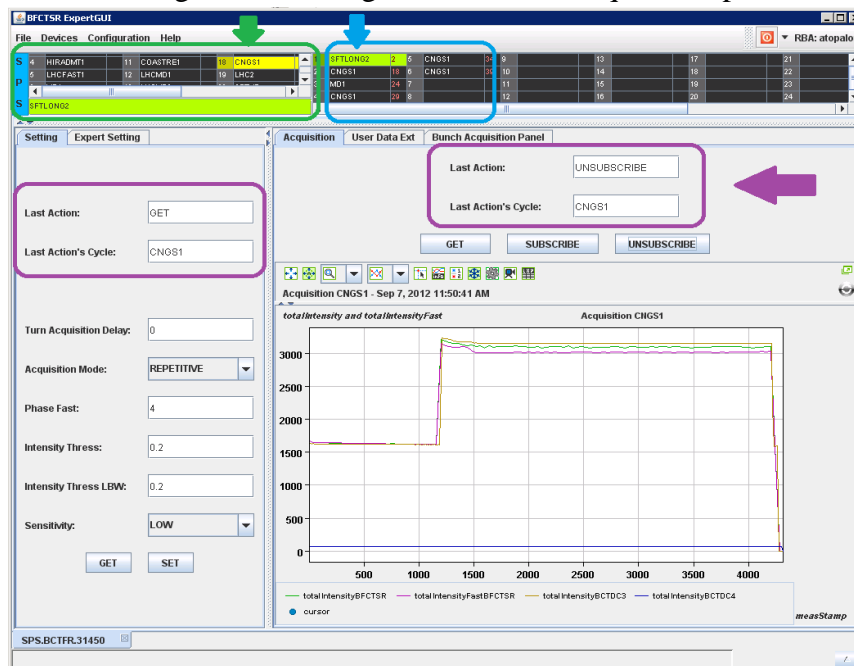 BFCTSR ExpertGUI
File Devices Configuration Help
RBA: atopalo
S P S
4 HIRADMT1 11 COASTRE1 18 CNGS1
5 LHCFAST1 12 LHCMD1 19 LHC2
SFTLONG2
1 SFTLONG2 2 5 CNGS1 34 9 13 17 21
2 CNGS1 18 6 CNGS1 39 10 14 18 22
3 MD1 24 7 11 15 19 23
4 CNGS1 29 8 12 16 20 24
Setting Expert Setting
Acquisition User Data Ext Bunch Acquisition Panel
Last Action: UNSUBSCRIBE
Last Action's Cycle: CNGS1
GET SUBSCRIBE UNSUBSCRIBE
Last Action: GET
Last Action's Cycle: CNGS1
Turn Acquisition Delay: 0
Acquisition Mode: REPETITIVE
Phase Fast: 4
Intensity Thress: 0.2
Intensity Thress LBW: 0.2
Sensitivity: LOW
GET SET
Acquisition CNGS1 - Sep 7, 2012 11:50:41 AM
totalIntensity and totalIntensityFast
Acquisition CNGS1
3000
2500
2000
1500
1000
500
0
500 1000 1500 2000 2500 3000 3500 4000
totalIntensityBFCTSR totalIntensityFastBFCTSR totalIntensityBCTDC3 totalIntensityBCTDC4
cursor
measStamp
SPS.BCTFR.31450